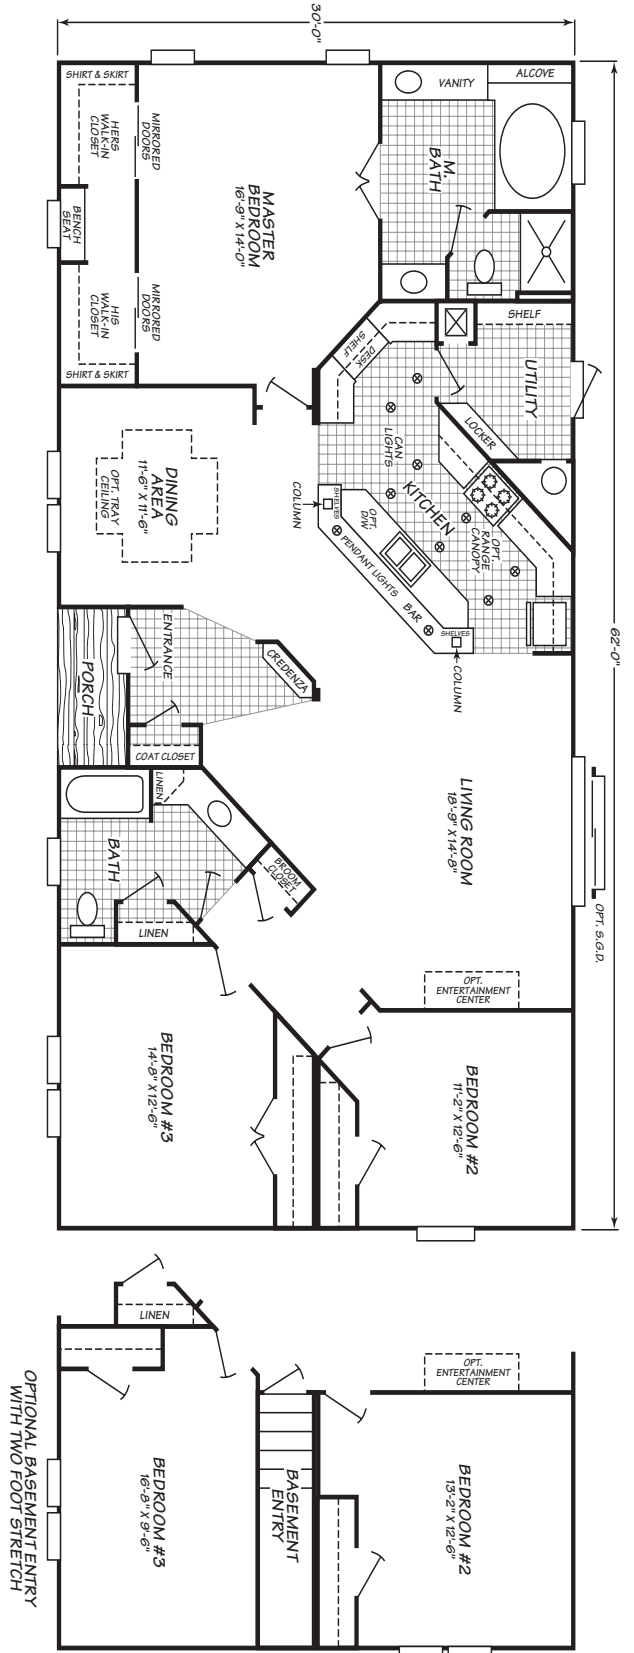 30'-0"
62'-0"
SHIRT & SKIRT
HERS
WALK-IN
CLOSET
MIRRORED
DOORS
BENCH
SEAT
HIS
WALK-IN
CLOSET
MIRRORED
DOORS
SHIRT & SKIRT
MASTER
BEDROOM
16'-9" X 14'-0"
VANITY
ALCOVE
M.
BATH
SHELF
UTILITY
LOCKER
DESK
SHELF
CAN
LIGHTS
KITCHEN
OPT.
RANGE
CANOPY
OPT.
D/W
SHELVES
COLUMN
PENDANT LIGHTS
BAR
SHELVES
COLUMN
DINING
AREA
11'-6" X 11'-6"
OPT. TRAY
CEILING
ENTRANCE
PORCH
CREDENZA
COAT CLOSET
LINEN
BATH
BROOM
CLOSET
LINEN
LIVING ROOM
18'-9" X 14'-8"
OPT. S.G.D.
OPT.
ENTERTAINMENT
CENTER
BEDROOM #3
14'-8" X 12'-6"
BEDROOM #2
11'-2" X 12'-6"
LINEN
OPT.
ENTERTAINMENT
CENTER
BEDROOM #3
16'-8" X 9'-6"
BASEMENT
ENTRY
BEDROOM #2
13'-2" X 12'-6"
OPTIONAL BASEMENT ENTRY
WITH TWO FOOT STRETCH